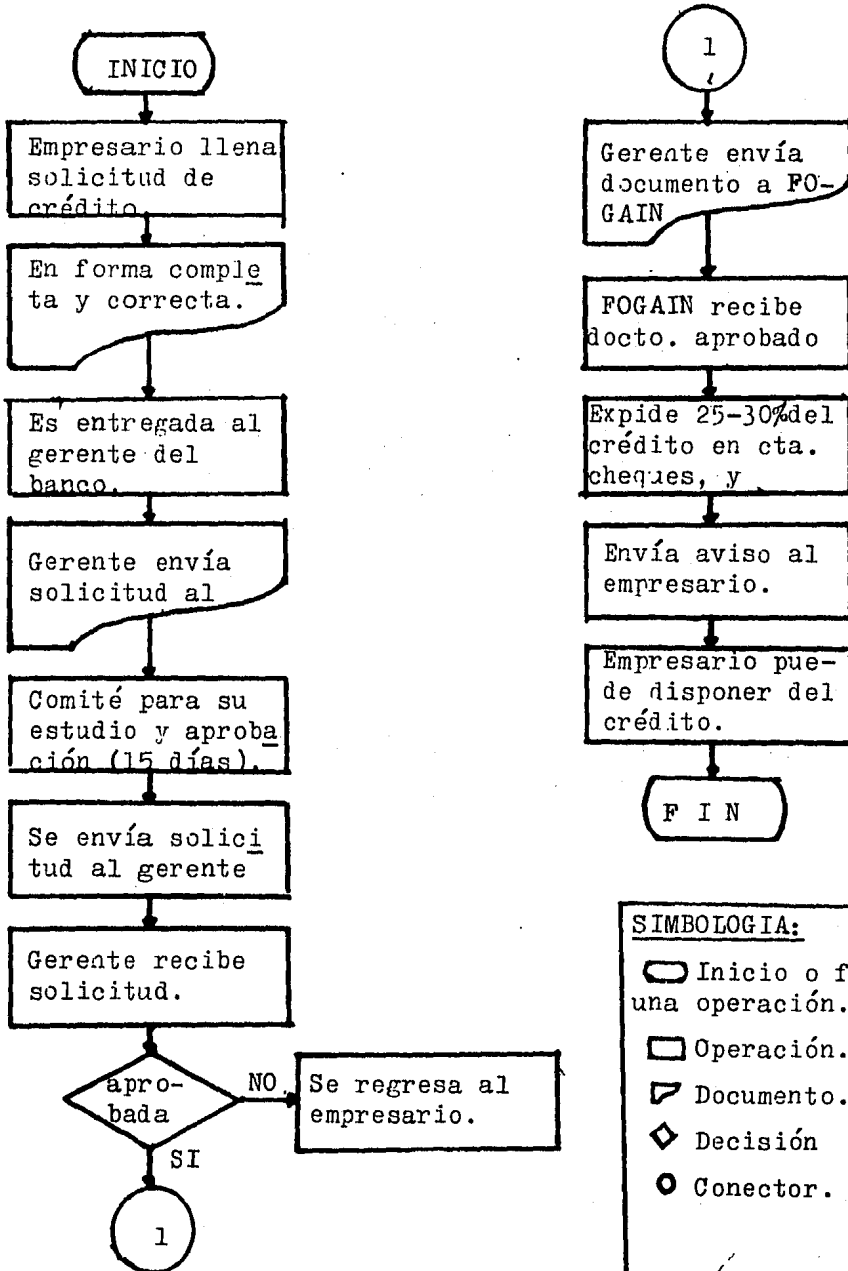 INICIO
Empresario llena
solicitud de
crédito
En forma comple
ta y correcta.
Es entregada al
gerente del
banco.
Gerente envía
solicitud al
Comité para su
estudio y aproba
ción (15 días).
Se envía solici
tud al gerente
Gerente recibe
solicitud.
apro-
bada
NO
Se regresa al
empresario.
SI
1
1
Gerente envía
documento a FO-
GAIN
FOGAIN recibe
docto. aprobado
Expide 25-30%del
crédito en cta.
cheques, y
Envía aviso al
empresario.
Empresario pue-
de disponer del
crédito.
F I N
SIMBOLOGIA:
Inicio o f
una operación.
Operación.
Documento.
Decisión
Conector.